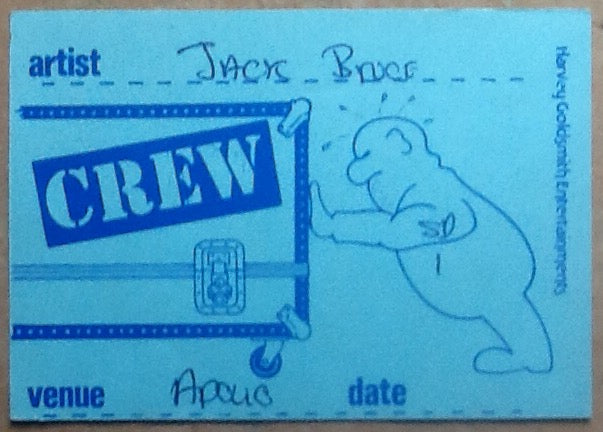 artist Jack Bruce
CREW
Harvey Goldsmith Entertainments
venue Apollo date